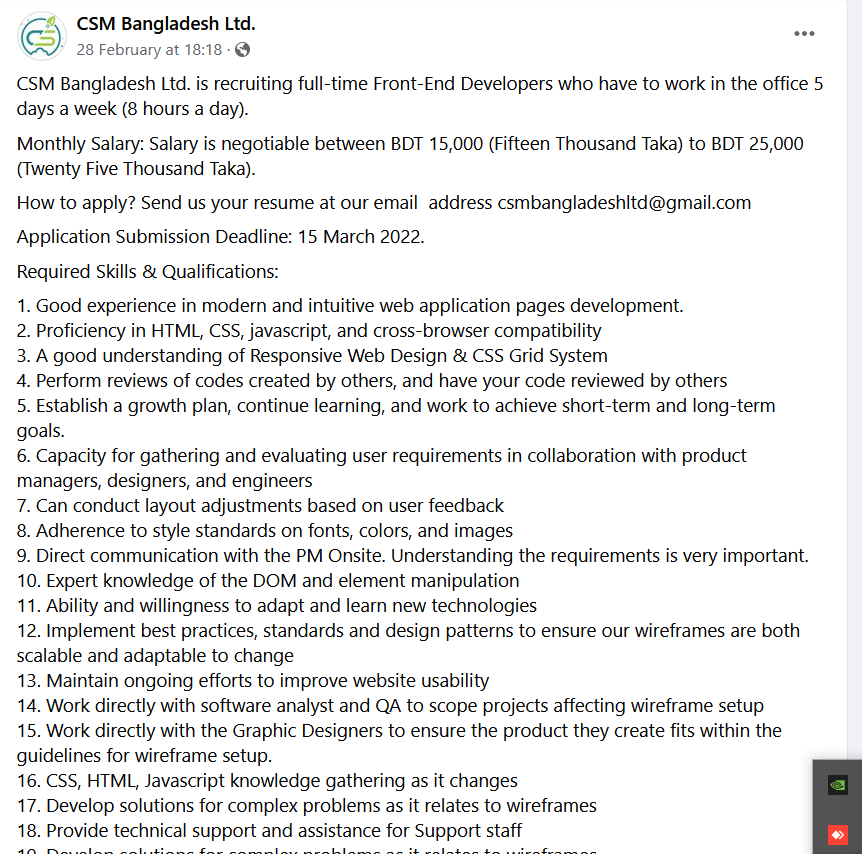 CSM Bangladesh Ltd.
28 February at 18:18 ·
CSM Bangladesh Ltd. is recruiting full-time Front-End Developers who have to work in the office 5
days a week (8 hours a day).
Monthly Salary: Salary is negotiable between BDT 15,000 (Fifteen Thousand Taka) to BDT 25,000
(Twenty Five Thousand Taka).
How to apply? Send us your resume at our email  address csmbangladeshltd@gmail.com
Application Submission Deadline: 15 March 2022.
Required Skills & Qualifications:
1. Good experience in modern and intuitive web application pages development.
2. Proficiency in HTML, CSS, javascript, and cross-browser compatibility
3. A good understanding of Responsive Web Design & CSS Grid System
4. Perform reviews of codes created by others, and have your code reviewed by others
5. Establish a growth plan, continue learning, and work to achieve short-term and long-term
goals.
6. Capacity for gathering and evaluating user requirements in collaboration with product
managers, designers, and engineers
7. Can conduct layout adjustments based on user feedback
8. Adherence to style standards on fonts, colors, and images
9. Direct communication with the PM Onsite. Understanding the requirements is very important.
10. Expert knowledge of the DOM and element manipulation
11. Ability and willingness to adapt and learn new technologies
12. Implement best practices, standards and design patterns to ensure our wireframes are both
scalable and adaptable to change
13. Maintain ongoing efforts to improve website usability
14. Work directly with software analyst and QA to scope projects affecting wireframe setup
15. Work directly with the Graphic Designers to ensure the product they create fits within the
guidelines for wireframe setup.
16. CSS, HTML, Javascript knowledge gathering as it changes
17. Develop solutions for complex problems as it relates to wireframes
18. Provide technical support and assistance for Support staff
19. Develop solutions for complex problems as it relates to wireframes